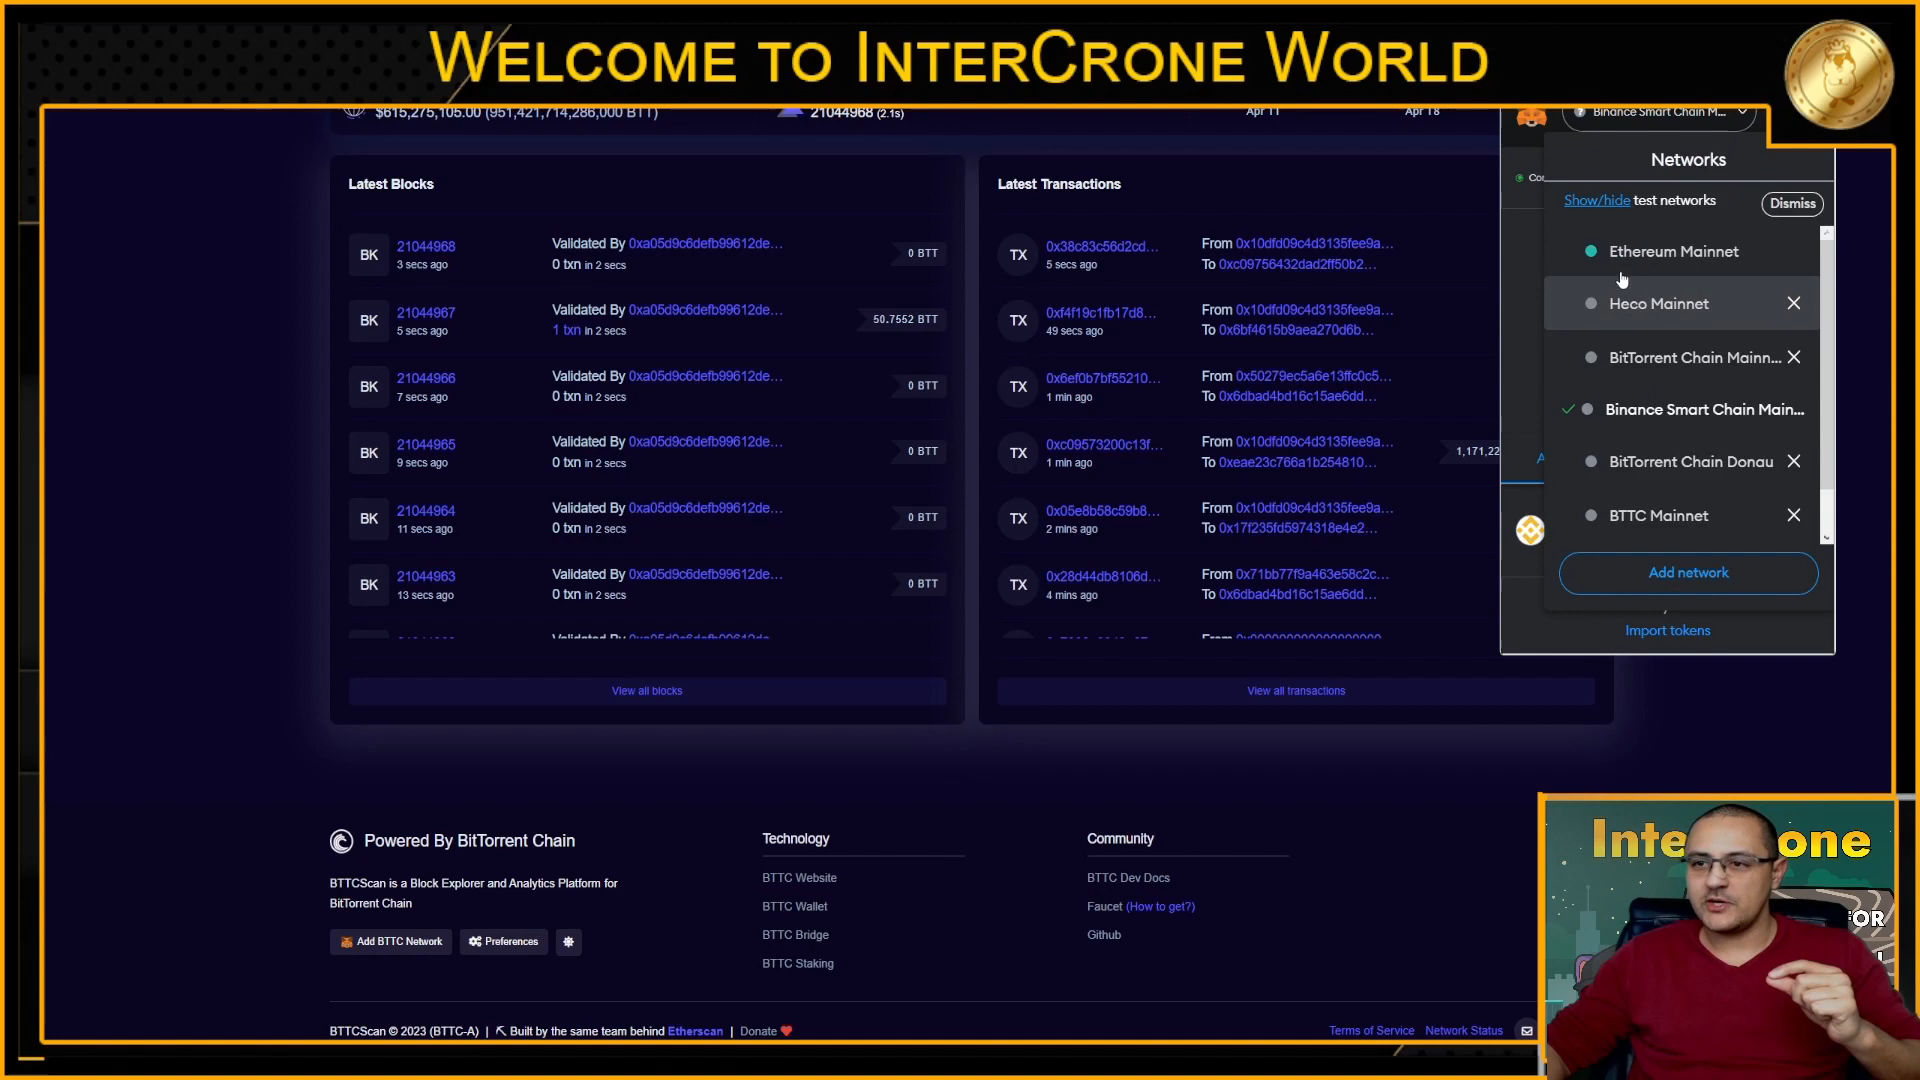 WELCOME TO INTERCRONE WORLD
$615,275,105.00 (951,421,714,286,000 BTT)
21044968 (2.1s)
Apr 11
Apr 18
Binance Smart Chain M...
Latest Blocks
BK
21044968
3 secs ago
Validated By 0xa05d9c6defb99612de...
0 txn in 2 secs
0 BTT
BK
21044967
5 secs ago
Validated By 0xa05d9c6defb99612de...
1 txn in 2 secs
50.7552 BTT
BK
21044966
7 secs ago
Validated By 0xa05d9c6defb99612de...
0 txn in 2 secs
0 BTT
BK
21044965
9 secs ago
Validated By 0xa05d9c6defb99612de...
0 txn in 2 secs
0 BTT
BK
21044964
11 secs ago
Validated By 0xa05d9c6defb99612de...
0 txn in 2 secs
0 BTT
BK
21044963
13 secs ago
Validated By 0xa05d9c6defb99612de...
0 txn in 2 secs
0 BTT
View all blocks
Latest Transactions
TX
0x38c83c56d2cd...
5 secs ago
From 0x10dfd09c4d3135fee9a...
To 0xc09756432dad2ff50b2...
TX
0xf4f19c1fb17d8...
49 secs ago
From 0x10dfd09c4d3135fee9a...
To 0x6bf4615b9aea270d6b...
TX
0x6ef0b7bf55210...
1 min ago
From 0x50279ec5a6e13ffc0c5...
To 0x6dbad4bd16c15ae6dd...
TX
0xc09573200c13f...
1 min ago
From 0x10dfd09c4d3135fee9a...
To 0xeae23c766a1b254810...
1,171,22
TX
0x05e8b58c59b8...
2 mins ago
From 0x10dfd09c4d3135fee9a...
To 0x17f235fd5974318e4e2...
TX
0x28d44db8106d...
4 mins ago
From 0x71bb77f9a463e58c2c...
To 0x6dbad4bd16c15ae6dd...
View all transactions
Networks
Show/hide test networks
Dismiss
Ethereum Mainnet
Heco Mainnet
BitTorrent Chain Mainn...
Binance Smart Chain Main...
BitTorrent Chain Donau
BTTC Mainnet
Add network
Import tokens
Powered By BitTorrent Chain
BTTCScan is a Block Explorer and Analytics Platform for
BitTorrent Chain
Add BTTC Network
Preferences
Technology
BTTC Website
BTTC Wallet
BTTC Bridge
BTTC Staking
Community
BTTC Dev Docs
Faucet (How to get?)
Github
BTTCScan © 2023 (BTTC-A) | Built by the same team behind Etherscan | Donate
Terms of Service
Network Status
Inte one